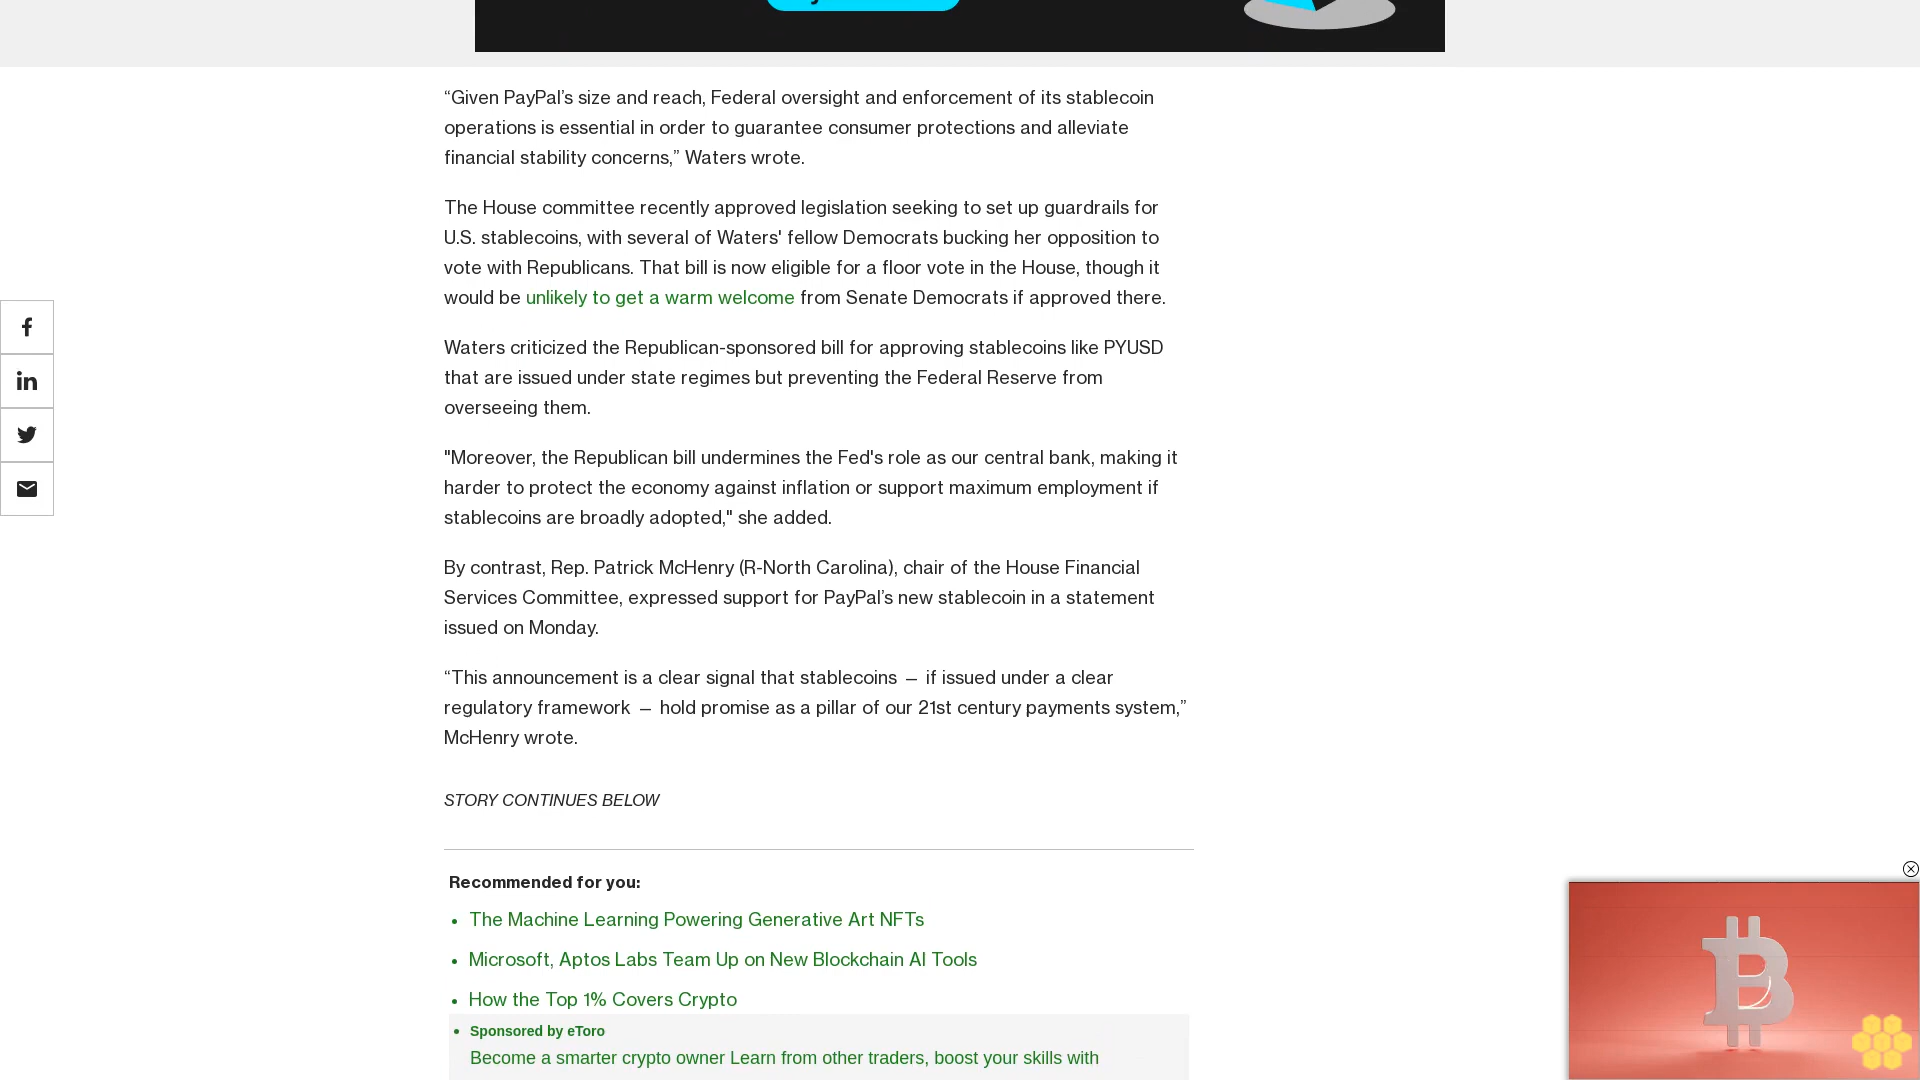 “Given PayPal’s size and reach, Federal oversight and enforcement of its stablecoin
operations is essential in order to guarantee consumer protections and alleviate
financial stability concerns,” Waters wrote.
The House committee recently approved legislation seeking to set up guardrails for
U.S. stablecoins, with several of Waters' fellow Democrats bucking her opposition to
vote with Republicans. That bill is now eligible for a floor vote in the House, though it
would be unlikely to get a warm welcome from Senate Democrats if approved there.
Waters criticized the Republican-sponsored bill for approving stablecoins like PYUSD
that are issued under state regimes but preventing the Federal Reserve from
overseeing them.
"Moreover, the Republican bill undermines the Fed's role as our central bank, making it
harder to protect the economy against inflation or support maximum employment if
stablecoins are broadly adopted," she added.
By contrast, Rep. Patrick McHenry (R-North Carolina), chair of the House Financial
Services Committee, expressed support for PayPal’s new stablecoin in a statement
issued on Monday.
“This announcement is a clear signal that stablecoins — if issued under a clear
regulatory framework — hold promise as a pillar of our 21st century payments system,”
McHenry wrote.
STORY CONTINUES BELOW
Recommended for you:
• The Machine Learning Powering Generative Art NFTs
• Microsoft, Aptos Labs Team Up on New Blockchain AI Tools
• How the Top 1% Covers Crypto
• Sponsored by eToro
Become a smarter crypto owner Learn from other traders, boost your skills with